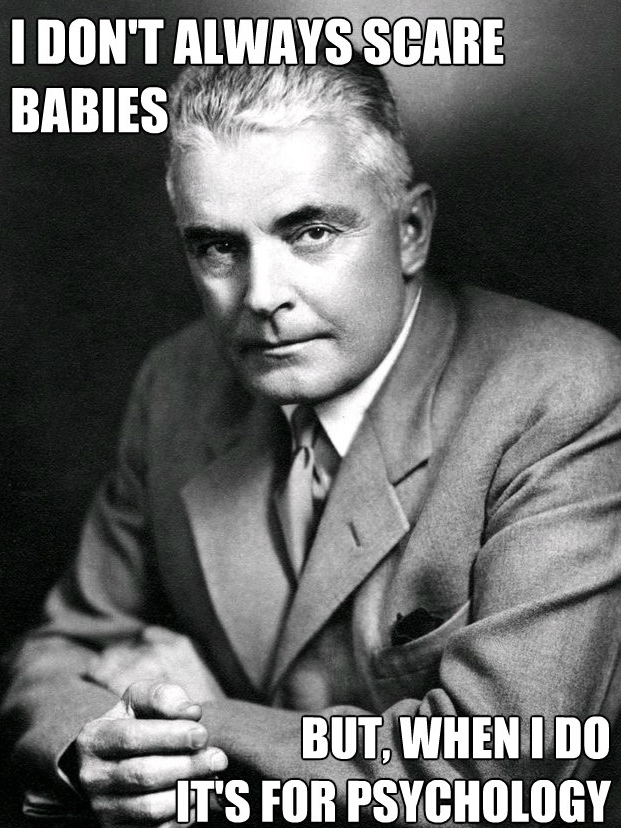 I DON'T ALWAYS SCARE
BABIES
BUT, WHEN I DO
IT'S FOR PSYCHOLOGY